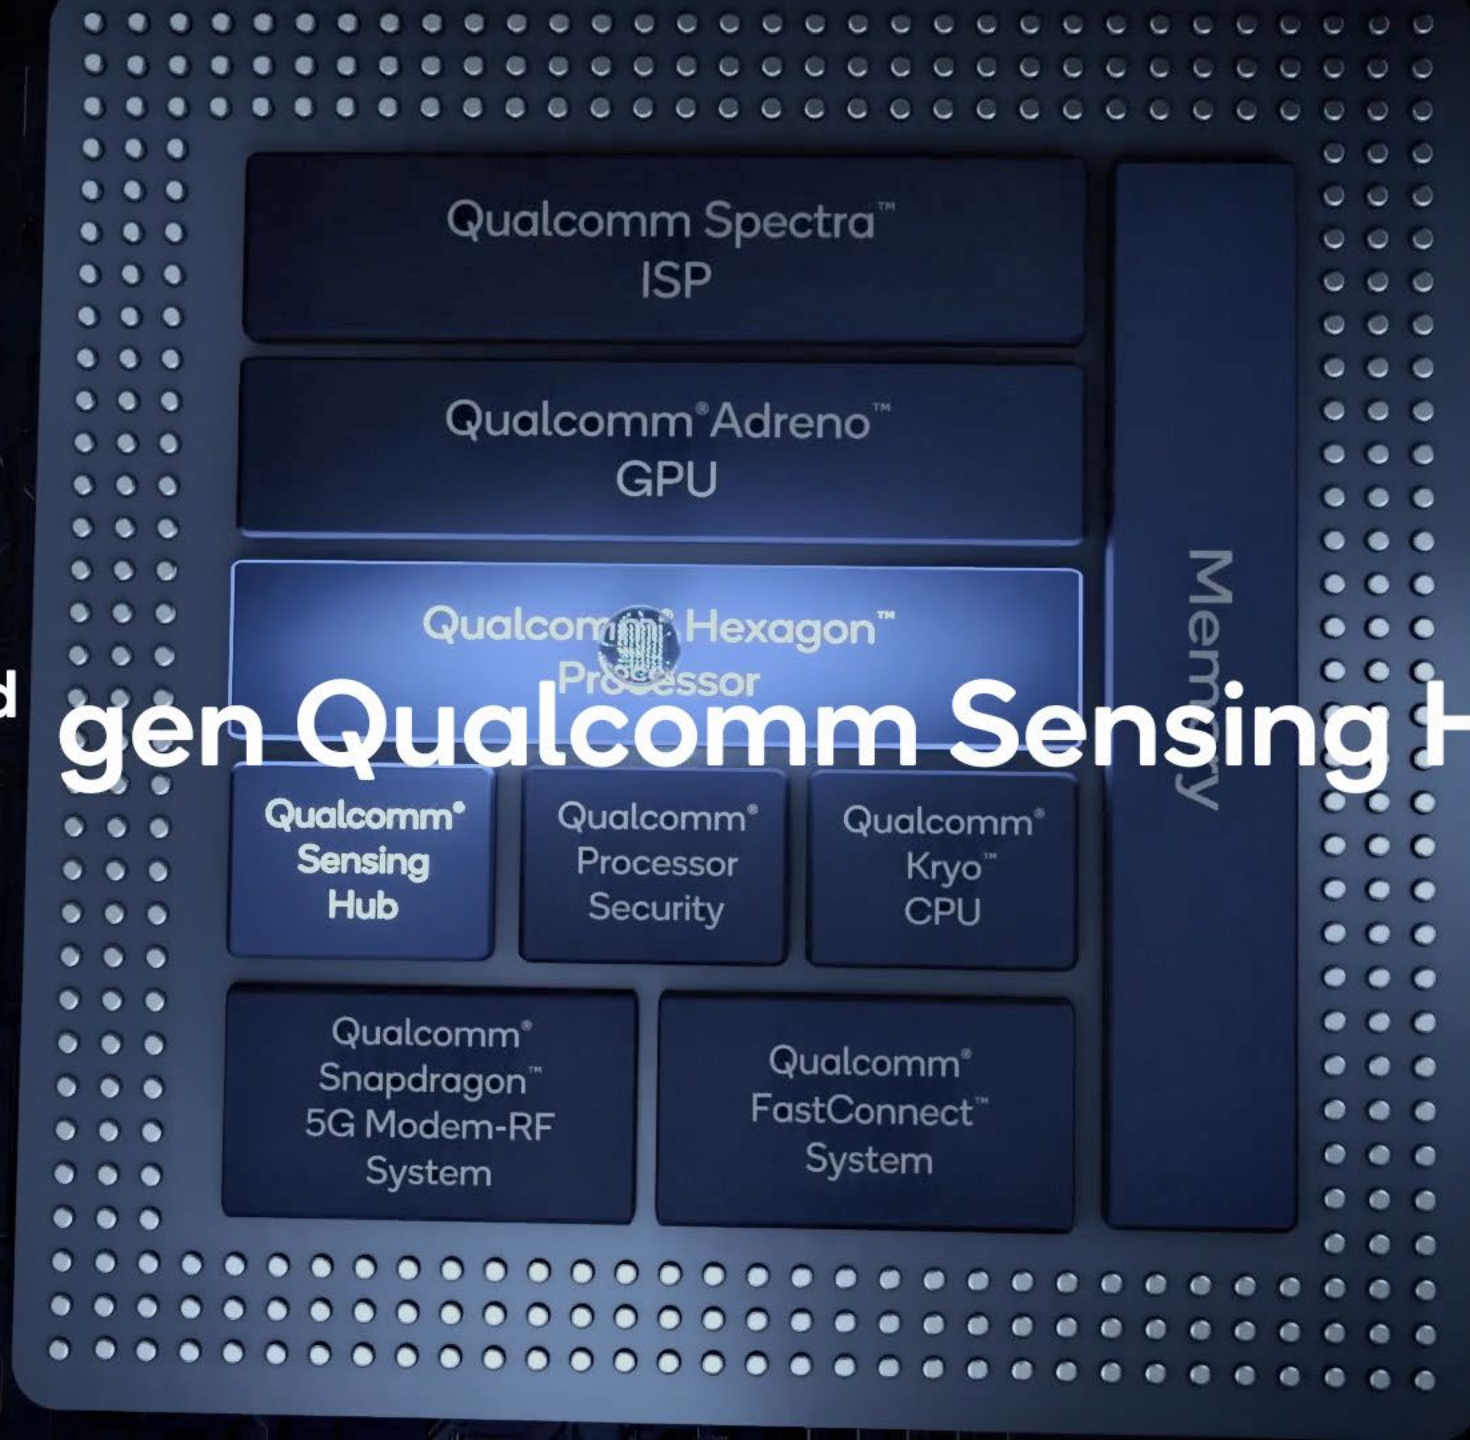 Qualcomm Spectra™
ISP
Qualcomm® Adreno™
GPU
Qualcomm® Hexagon™
Processor
d gen Qualcomm Sensing H
Qualcomm®
Sensing
Hub
Qualcomm®
Processor
Security
Qualcomm®
Kryo™
CPU
Qualcomm®
Snapdragon™
5G Modem-RF
System
Qualcomm®
FastConnect™
System
Memory